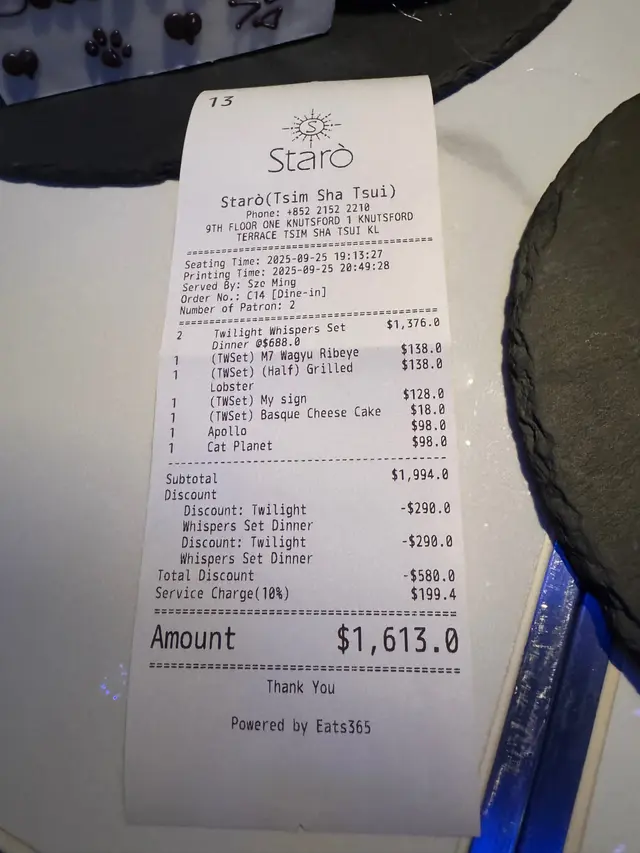 13
S
Starò
Starò(Tsim Sha Tsui)
Phone: +852 2152 2210
9TH FLOOR ONE KNUTSFORD 1 KNUTSFORD
TERRACE TSIM SHA TSUI KL
Seating Time: 2025-09-25 19:13:27
Printing Time: 2025-09-25 20:49:28
Served By: Sze Ming
Order No.: C14 [Dine-in]
Number of Patron: 2
2 Twilight Whispers Set $1,376.0
Dinner @$688.0
1 (TWSet) M7 Wagyu Ribeye $138.0
1 (TWSet) (Half) Grilled $138.0
Lobster
1 (TWSet) My sign $128.0
1 (TWSet) Basque Cheese Cake $18.0
1 Apollo $98.0
1 Cat Planet $98.0
Subtotal $1,994.0
Discount
Discount: Twilight -$290.0
Whispers Set Dinner
Discount: Twilight -$290.0
Whispers Set Dinner
Total Discount -$580.0
Service Charge(10%) $199.4
Amount $1,613.0
Thank You
Powered by Eats365